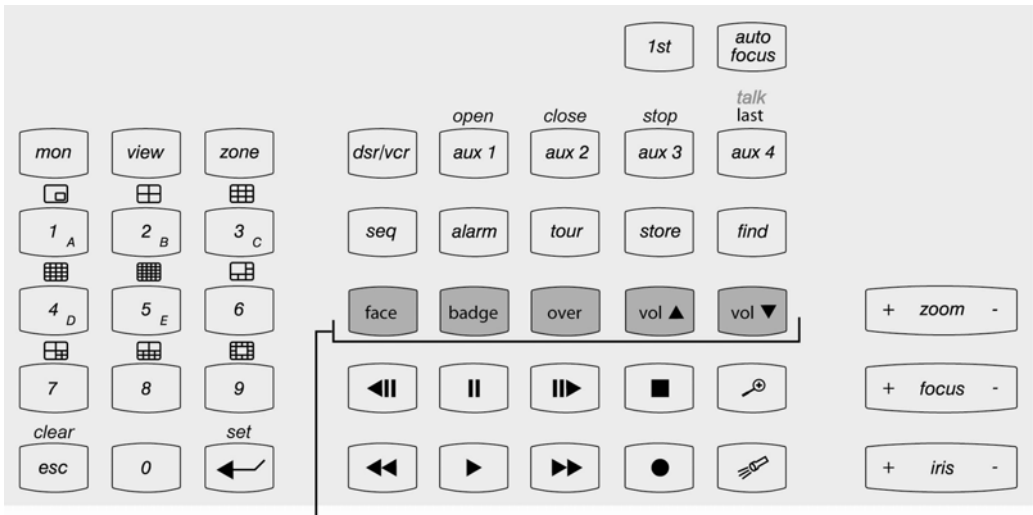 1st auto
focus
talk
open close stop last
mon view zone dsr/vcr aux 1 aux 2 aux 3 aux 4
1 A 2 B 3 C seq alarm tour store find
4 D 5 E 6 face badge over vol ▲ vol ▼ + zoom -
7 8 9 + focus -
clear set
esc 0 + iris -